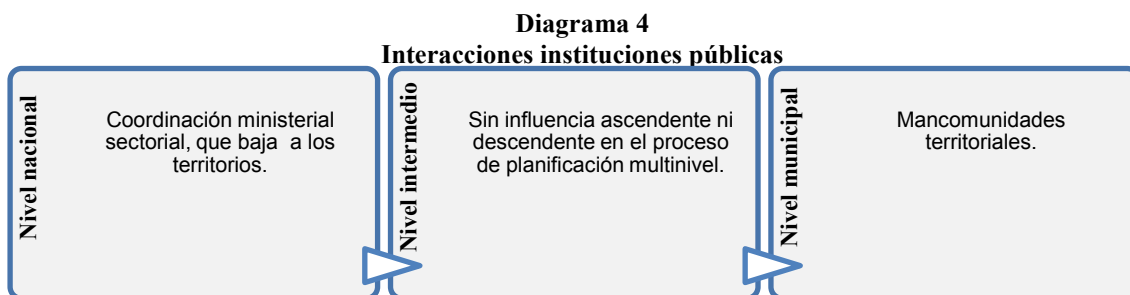 Diagrama 4
Interacciones instituciones públicas
Nivel nacional
Coordinación ministerial
sectorial, que baja a los
territorios.
Nivel intermedio
Sin influencia ascendente ni
descendente en el proceso
de planificación multinivel.
Nivel municipal
Mancomunidades
territoriales.